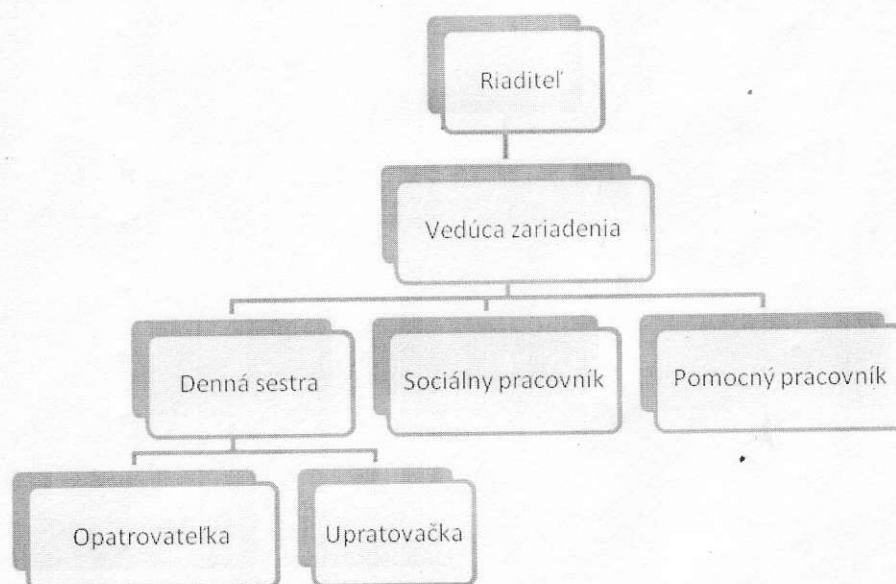 Riaditeľ
Vedúca zariadenia
Denná sestra
Sociálny pracovník
Pomocný pracovník
Opatrovateľka
Upratovačka